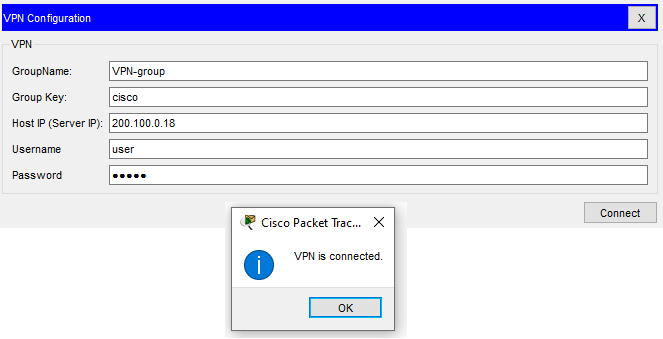 VPN Configuration X
VPN
GroupName: VPN-group
Group Key: cisco
Host IP (Server IP): 200.100.0.18
Username user
Password •••••
Connect
Cisco Packet Trac...
VPN is connected.
OK